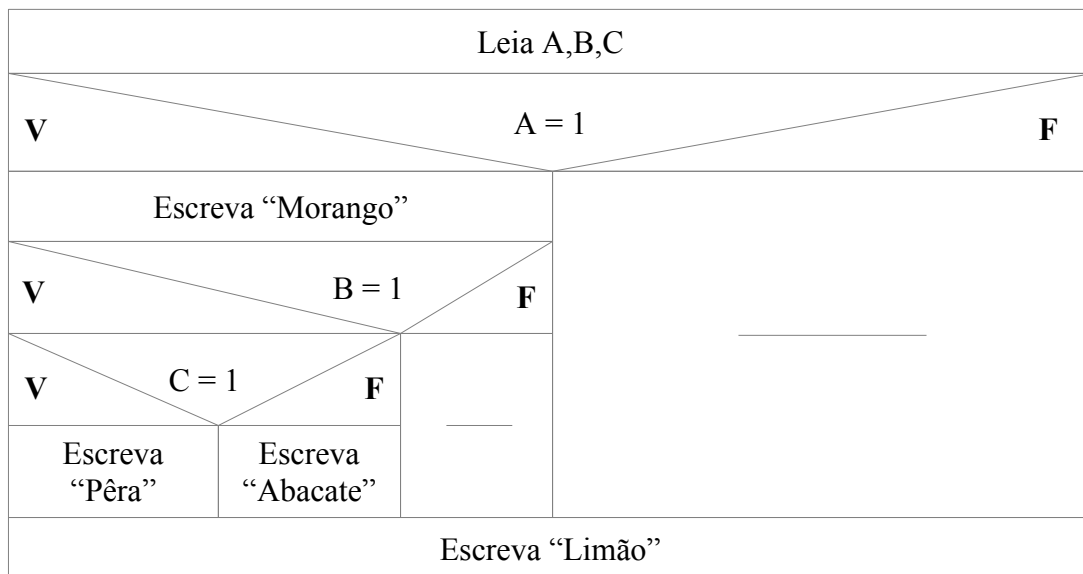 Leia A,B,C
V
A = 1
F
Escreva “Morango”
V
B = 1
F
V
C = 1
F
Escreva
“Pêra”
Escreva
“Abacate”
Escreva “Limão”